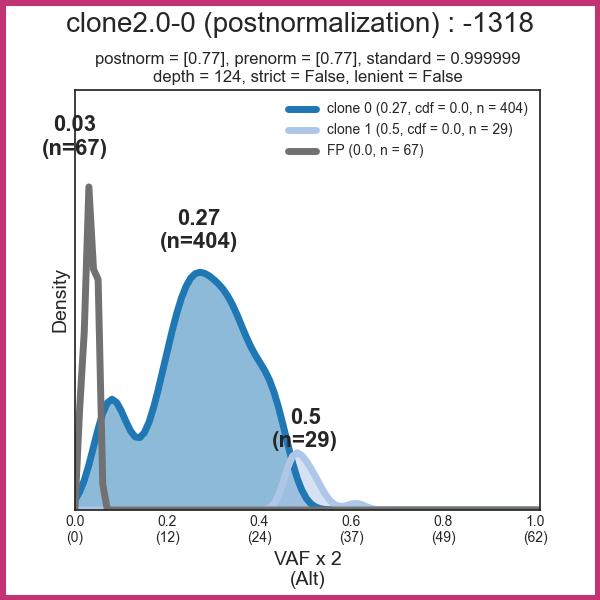 clone2.0-0 (postnormalization) : -1318
postnorm = [0.77], prenorm = [0.77], standard = 0.999999
depth = 124, strict = False, lenient = False
clone 0 (0.27, cdf = 0.0, n = 404)
clone 1 (0.5, cdf = 0.0, n = 29)
FP (0.0, n = 67)
0.03
(n=67)
0.27
(n=404)
0.5
(n=29)
Density
0.0 0.2 0.4 0.6 0.8 1.0
(0) (12) (24) (37) (49) (62)
VAF x 2
(Alt)